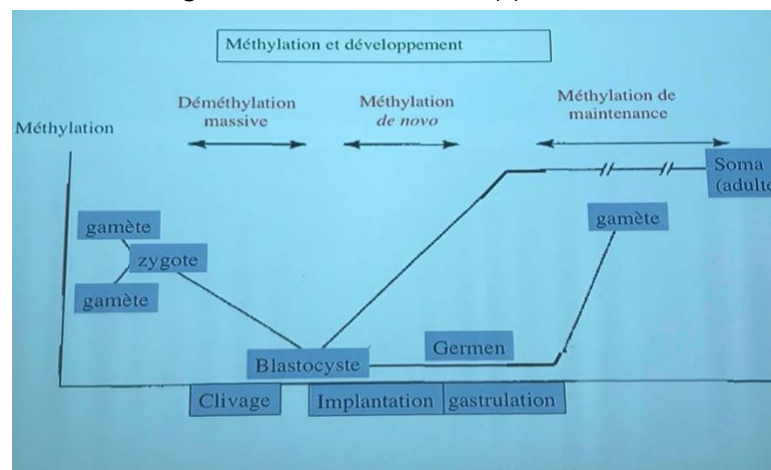 Méthylation et développement
Déméthylation
massive
Méthylation
de novo
Méthylation de
maintenance
Méthylation
Soma
gamète
gamète
zygote
gamète
Germen
Blastocyste
Clivage
Implantation
gastrulation